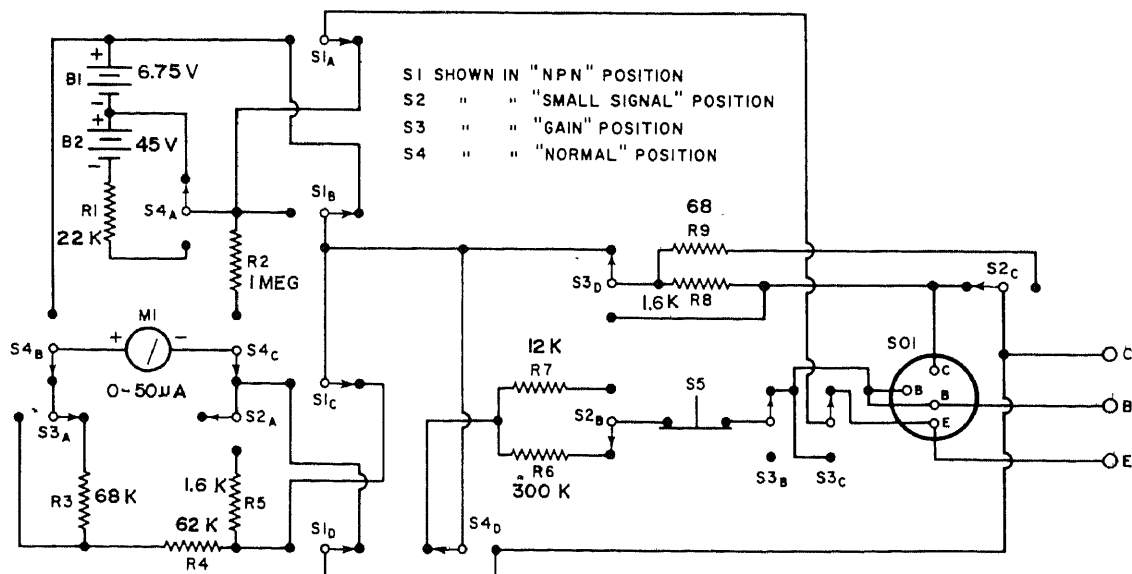 S1A
+
B1
6.75 V
-
+
B2
45 V
-
R1
22 K
S4A
R2
1 MEG
S1B
S1 SHOWN IN "NPN" POSITION
S2 " " "SMALL SIGNAL" POSITION
S3 " " "GAIN" POSITION
S4 " " "NORMAL" POSITION
68
R9
S3D
1.6 K
R8
S2C
M1
+
-
S4B
S4C
0-50 µA
S3A
S2A
S1C
12 K
R7
S2B
S5
SO1
C
B
B
E
C
B
E
R3
68 K
1.6 K
R5
62 K
R4
R6
300 K
S3B
S3C
S1D
S4D